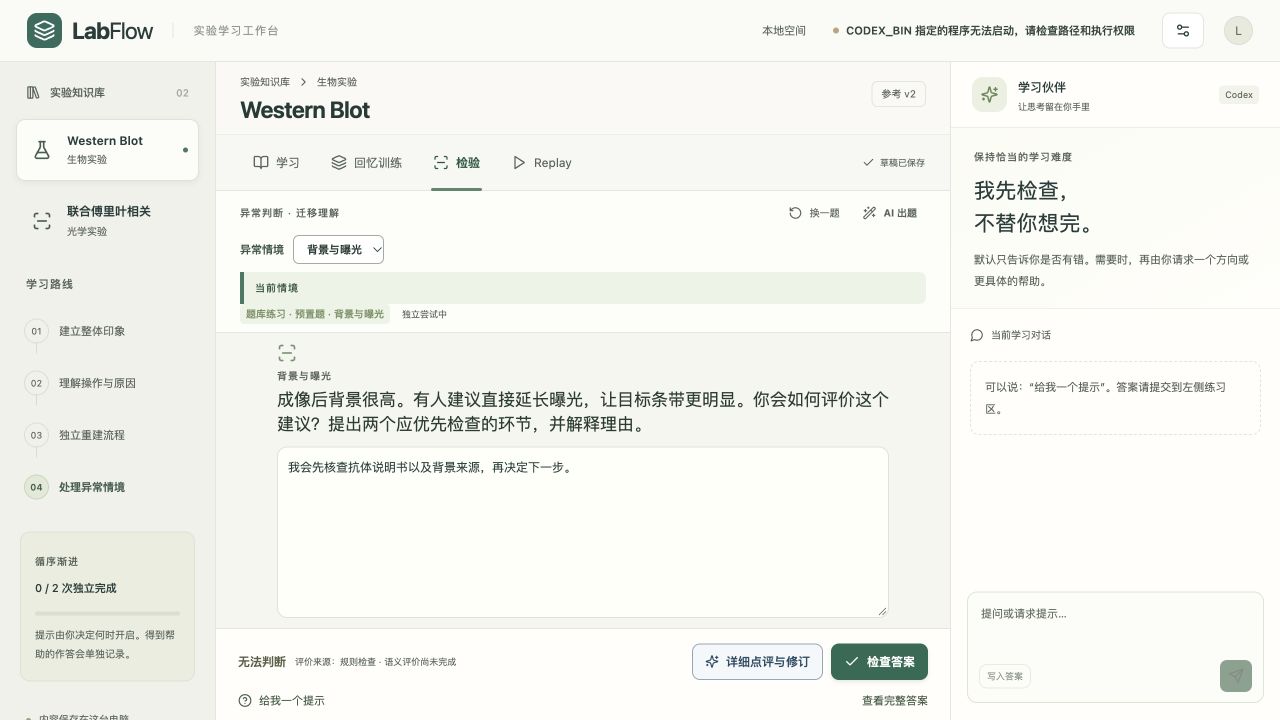 LabFlow
实验学习工作台
本地空间
CODEX_BIN 指定的程序无法启动，请检查路径和执行权限
L
实验知识库
02
Western Blot
生物实验
联合傅里叶相关
光学实验
学习路线
01
建立整体印象
02
理解操作与原因
03
独立重建流程
04
处理异常情境
循序渐进
0 / 2 次独立完成
提示由你决定何时开启。得到帮
助的作答会单独记录。
内容保存在这台电脑
实验知识库
生物实验
Western Blot
参考 v2
学习
回忆训练
检验
Replay
草稿已保存
异常判断 · 迁移理解
换一题
AI 出题
异常情境
背景与曝光
当前情境
题库练习 · 预置题 · 背景与曝光
独立尝试中
背景与曝光
成像后背景很高。有人建议直接延长曝光，让目标条带更明显。你会如何评价这个
建议？提出两个应优先检查的环节，并解释理由。
我会先核查抗体说明书以及背景来源，再决定下一步。
无法判断
评价来源：规则检查 · 语义评价尚未完成
详细点评与修订
检查答案
给我一个提示
查看完整答案
学习伙伴
让思考留在你手里
Codex
保持恰当的学习难度
我先检查，
不替你想完。
默认只告诉你是否有错。需要时，再由你请求一个方向或
更具体的帮助。
当前学习对话
可以说：“给我一个提示”。答案请提交到左侧练习
区。
提问或请求提示...
写入答案